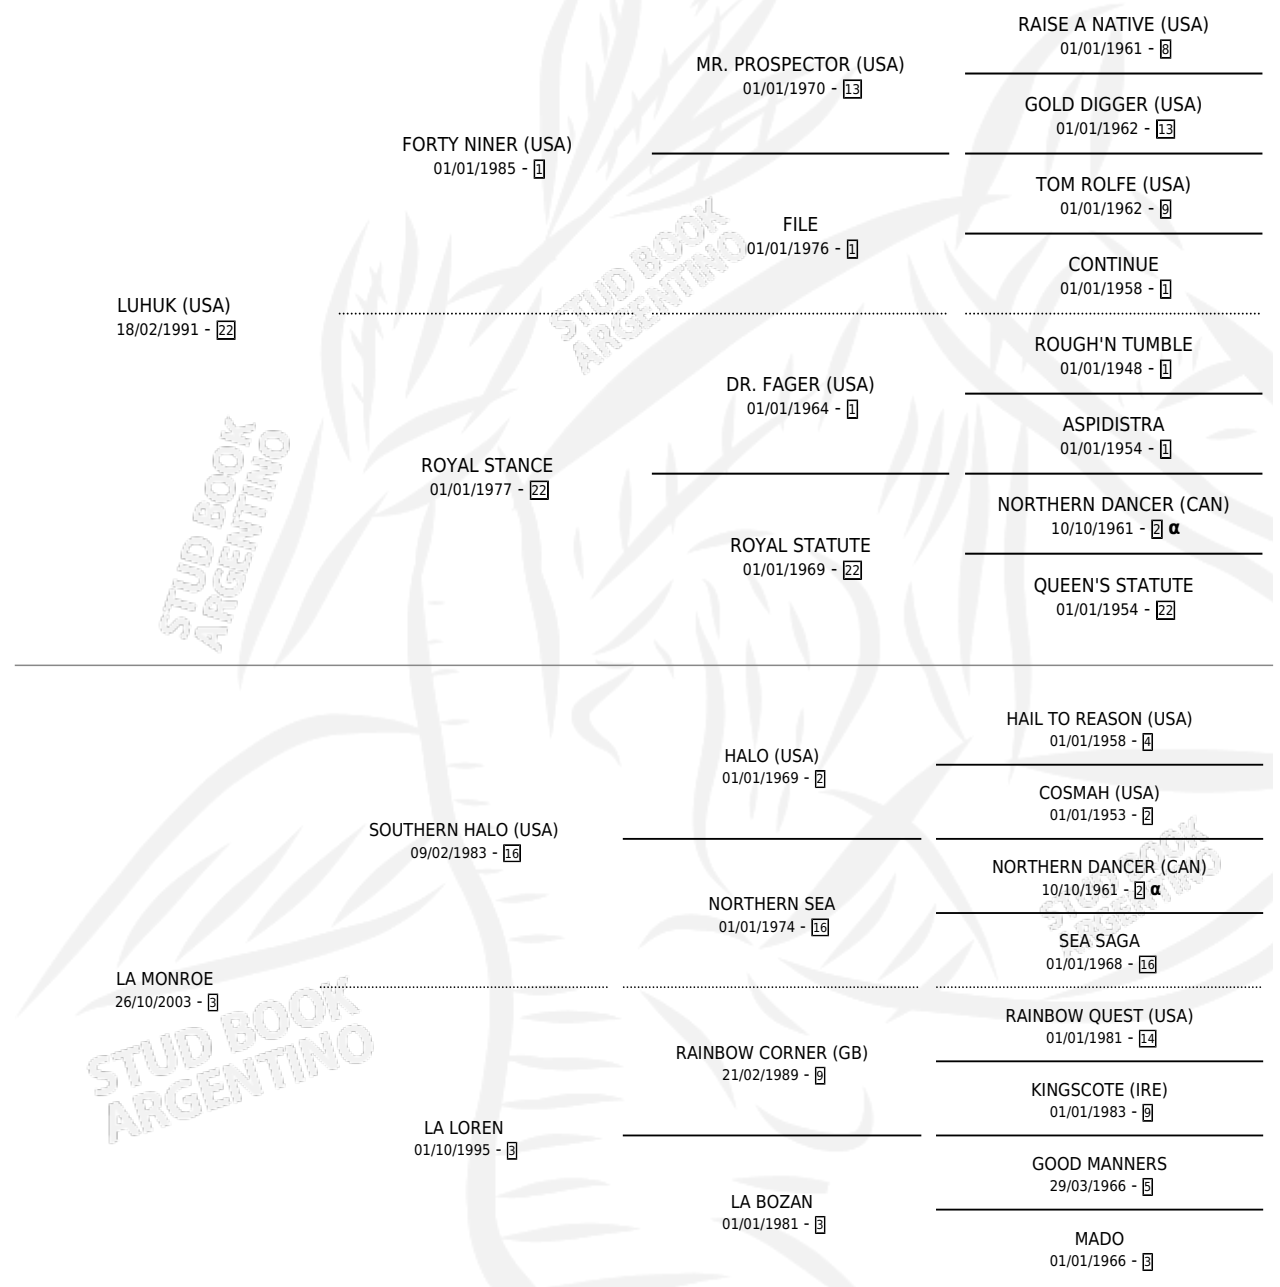 RAISE A NATIVE (USA)
01/01/1961 - 8
MR. PROSPECTOR (USA)
01/01/1970 - 13
GOLD DIGGER (USA)
01/01/1962 - 13
FORTY NINER (USA)
01/01/1985 - 1
TOM ROLFE (USA)
01/01/1962 - 9
FILE
01/01/1976 - 1
CONTINUE
01/01/1958 - 1
LUHUK (USA)
18/02/1991 - 22
ROUGH'N TUMBLE
01/01/1948 - 1
DR. FAGER (USA)
01/01/1964 - 1
ASPIDISTRA
01/01/1954 - 1
ROYAL STANCE
01/01/1977 - 22
NORTHERN DANCER (CAN)
10/10/1961 - 2 α
ROYAL STATUTE
01/01/1969 - 22
QUEEN'S STATUTE
01/01/1954 - 22
HAIL TO REASON (USA)
01/01/1958 - 4
HALO (USA)
01/01/1969 - 2
COSMAH (USA)
01/01/1953 - 2
SOUTHERN HALO (USA)
09/02/1983 - 16
NORTHERN DANCER (CAN)
10/10/1961 - 2 α
NORTHERN SEA
01/01/1974 - 16
SEA SAGA
01/01/1968 - 16
LA MONROE
26/10/2003 - 3
RAINBOW QUEST (USA)
01/01/1981 - 14
RAINBOW CORNER (GB)
21/02/1989 - 9
KINGSCOTE (IRE)
01/01/1983 - 9
LA LOREN
01/10/1995 - 3
GOOD MANNERS
29/03/1966 - 5
LA BOZAN
01/01/1981 - 3
MADO
01/01/1966 - 3
STUD BOOK
ARGENTINO
STUD BOOK
ARGENTINO
STUD BOOK
ARGENTINO
STUD BOOK
ARGENTINO